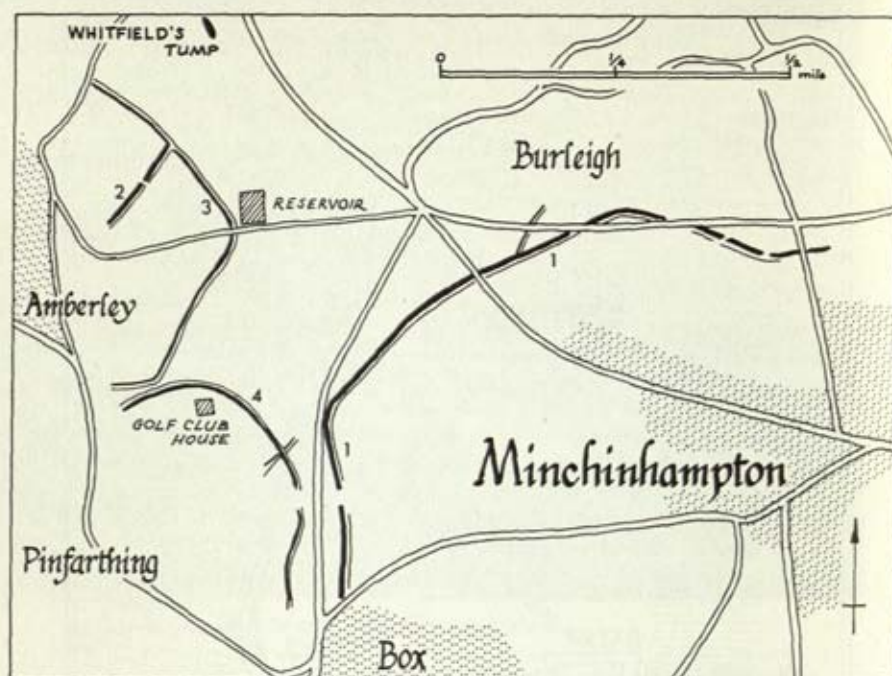 WHITFIELD'S
TUMP
0
1/4
1/2
mile
Burleigh
2
3
RESERVOIR
1
Amberley
4
GOLF CLUB
HOUSE
1
Minchinhampton
Pinfarthing
Box